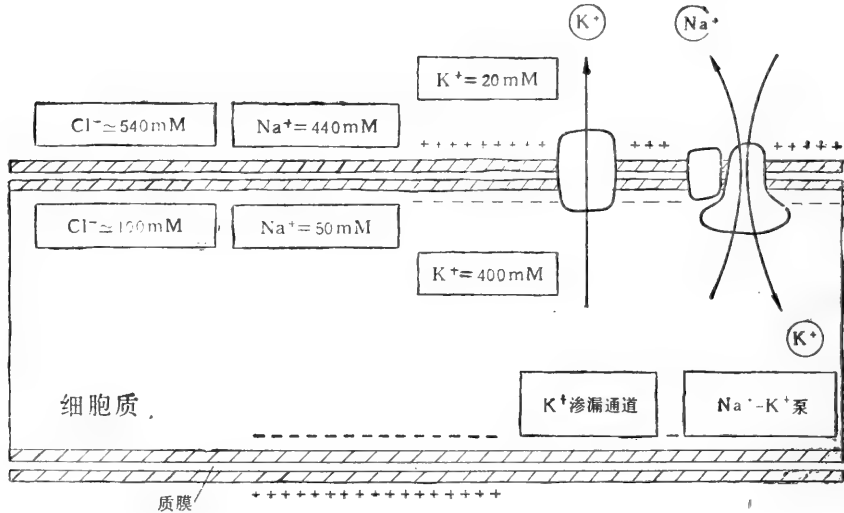 K⁺
Na⁺
K⁺=20mM
Cl⁻≃540mM
Na⁺=440mM
Cl⁻≃100mM
Na⁺=50mM
K⁺=400mM
K⁺
细胞质
K⁺渗漏通道
Na⁺-K⁺泵
质膜